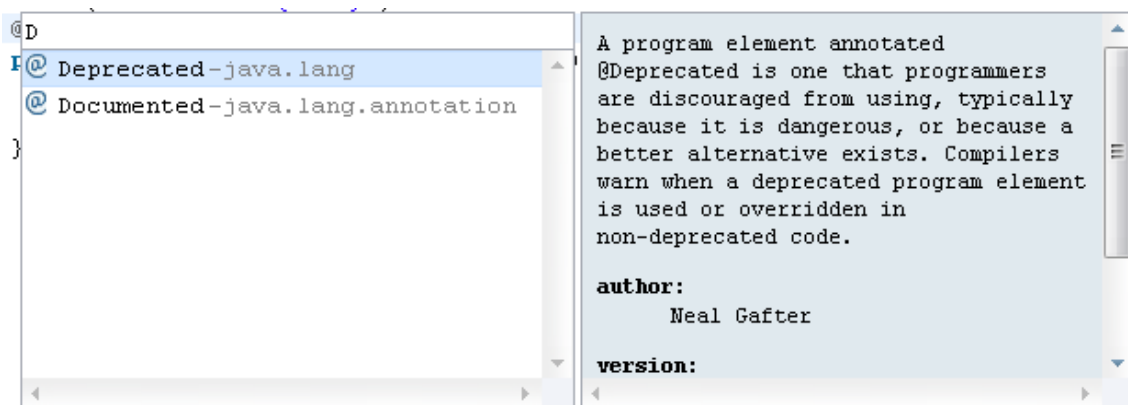 @D
@ Deprecated-java.lang
@ Documented-java.lang.annotation
}
A program element annotated
@Deprecated is one that programmers
are discouraged from using, typically
because it is dangerous, or because a
better alternative exists. Compilers
warn when a deprecated program element
is used or overridden in
non-deprecated code.
author:
Neal Gafter
version: